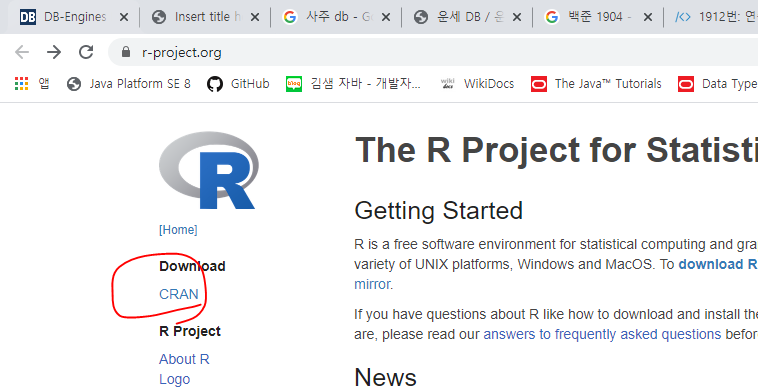 DB-Engines
Insert title h
사주 db - G
운세 DB / 운
백준 1904 -
1912번: 연
r-project.org
앱
Java Platform SE 8
GitHub
blog
김샘 자바 - 개발자...
wiki
WikiDocs
The Java™ Tutorials
Data Type
R
[Home]
Download
CRAN
R Project
About R
Logo
The R Project for Statisti
Getting Started
R is a free software environment for statistical computing and gra
variety of UNIX platforms, Windows and MacOS. To download R
mirror.
If you have questions about R like how to download and install the
are, please read our answers to frequently asked questions befor
News